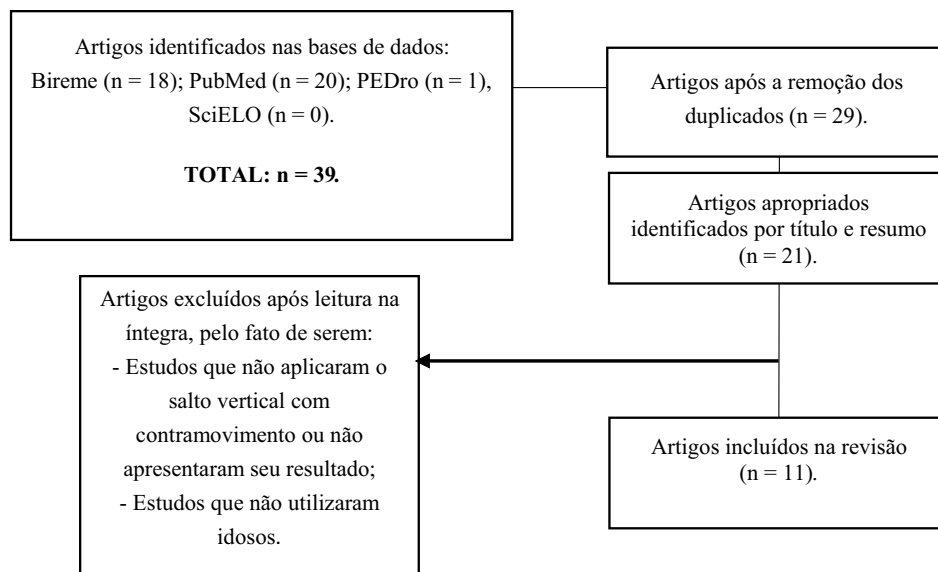 Artigos identificados nas bases de dados:
Bireme (n = 18); PubMed (n = 20); PEDro (n = 1),
SciELO (n = 0).
TOTAL: n = 39.
Artigos após a remoção dos
duplicados (n = 29).
Artigos apropriados
identificados por título e resumo
(n = 21).
Artigos excluídos após leitura na
íntegra, pelo fato de serem:
- Estudos que não aplicaram o
salto vertical com
contramovimento ou não
apresentaram seu resultado;
- Estudos que não utilizaram
idosos.
Artigos incluídos na revisão
(n = 11).